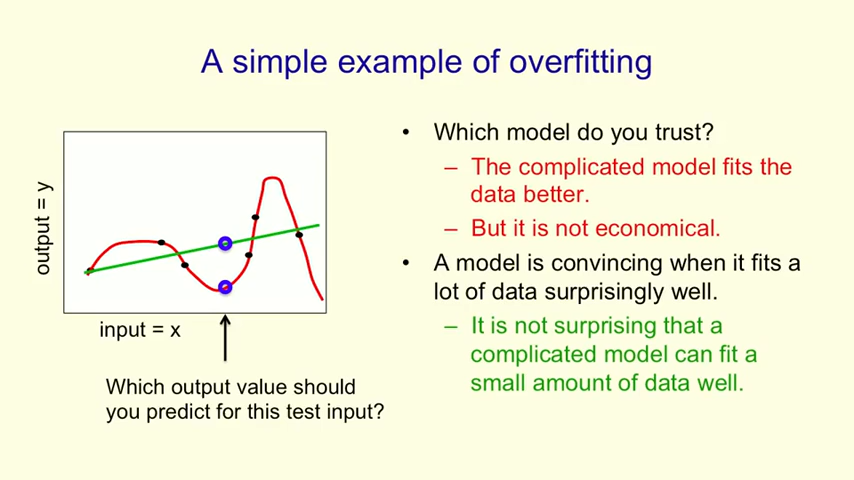 A simple example of overfitting
output = y
input = x
Which output value should
you predict for this test input?
• Which model do you trust?
– The complicated model fits the
data better.
– But it is not economical.
• A model is convincing when it fits a
lot of data surprisingly well.
– It is not surprising that a
complicated model can fit a
small amount of data well.